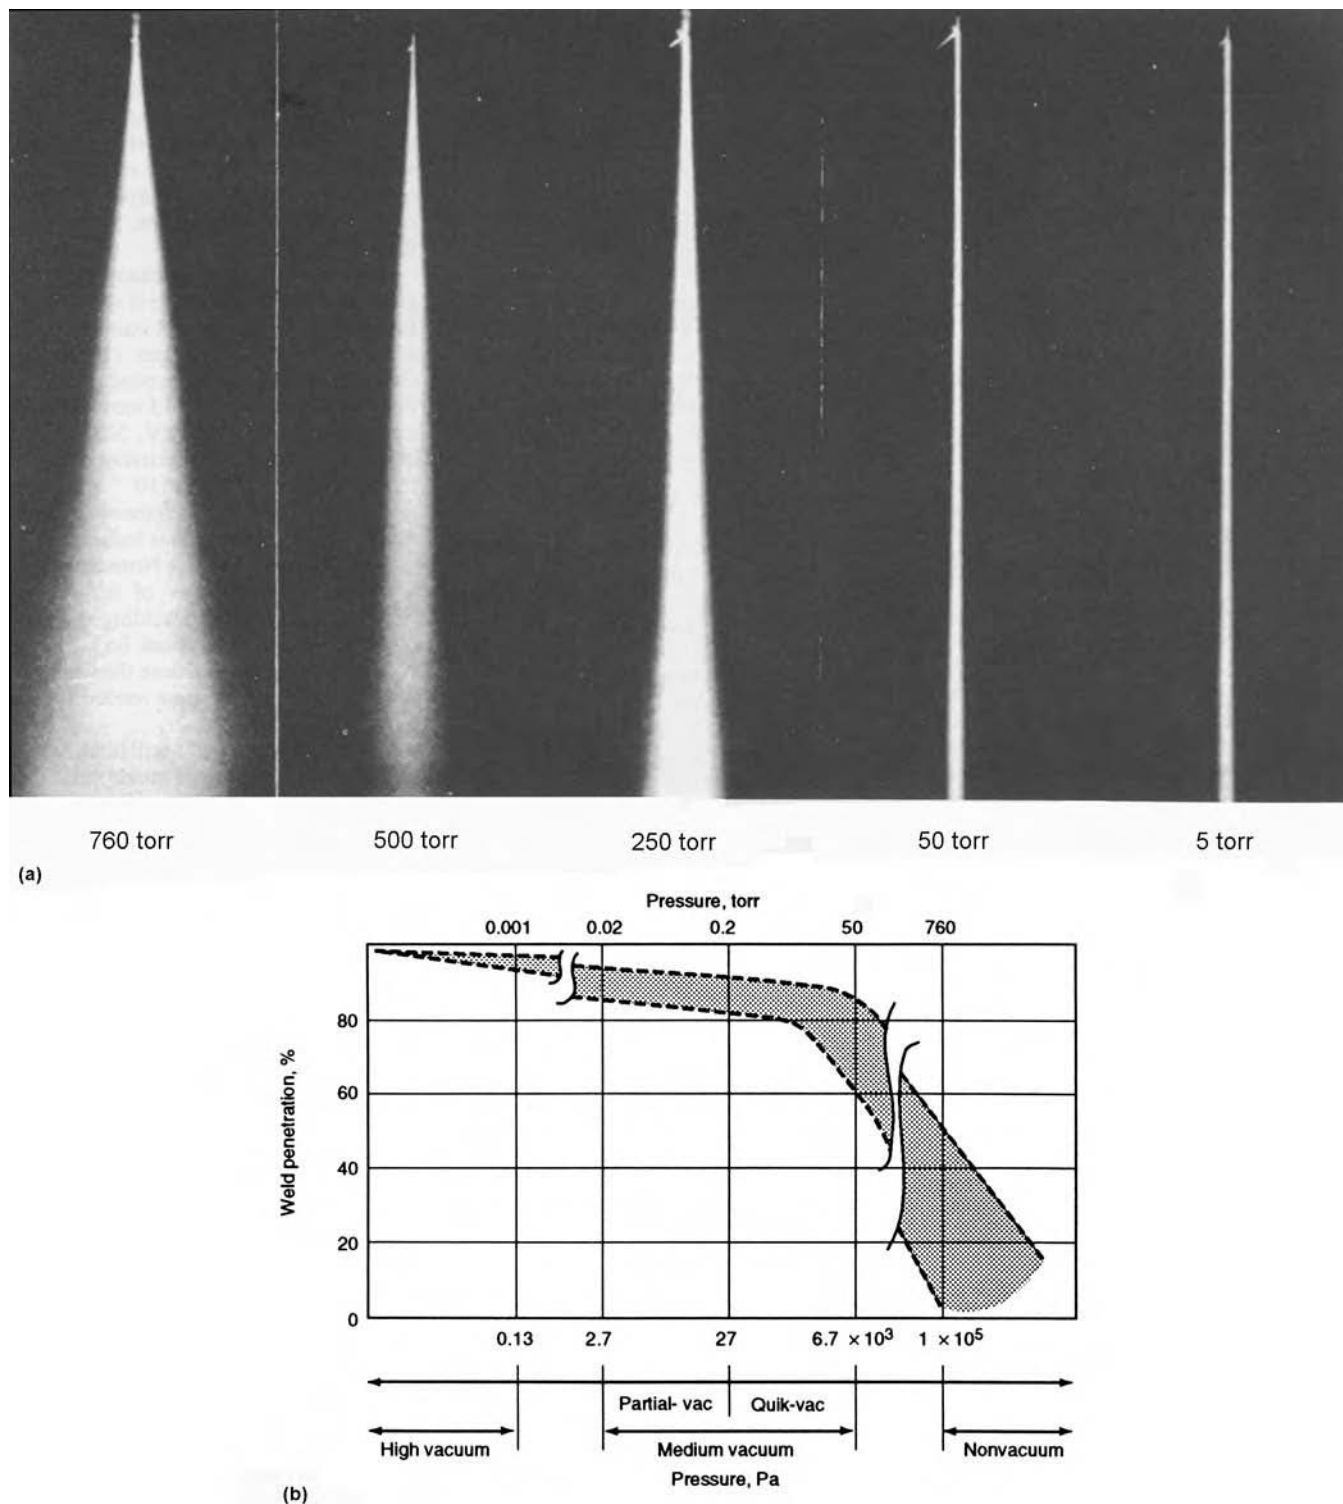 760 torr 500 torr 250 torr 50 torr 5 torr
(a)
Pressure, torr
0.001 0.02 0.2 50 760
Weld penetration, %
80
60
40
20
0
0.13 2.7 27 6.7 × 10³ 1 × 10⁵
Partial- vac Quik-vac
High vacuum Medium vacuum Nonvacuum
Pressure, Pa
(b)